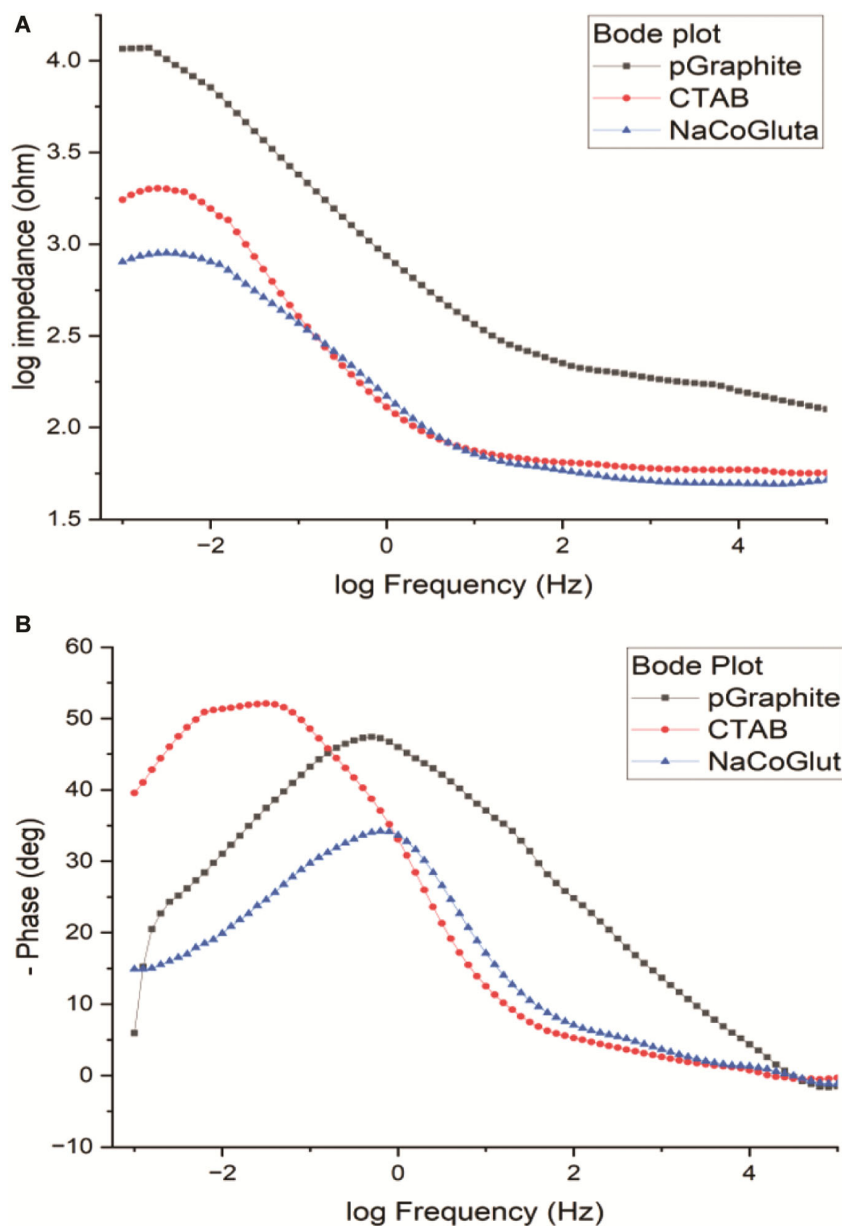 A
Bode plot
pGraphite
CTAB
NaCoGluta
4.0
3.5
3.0
2.5
2.0
1.5
log impedance (ohm)
−2
0
2
4
log Frequency (Hz)
B
Bode Plot
pGraphite
CTAB
NaCoGlut
60
50
40
30
20
10
0
−10
- Phase (deg)
−2
0
2
4
log Frequency (Hz)